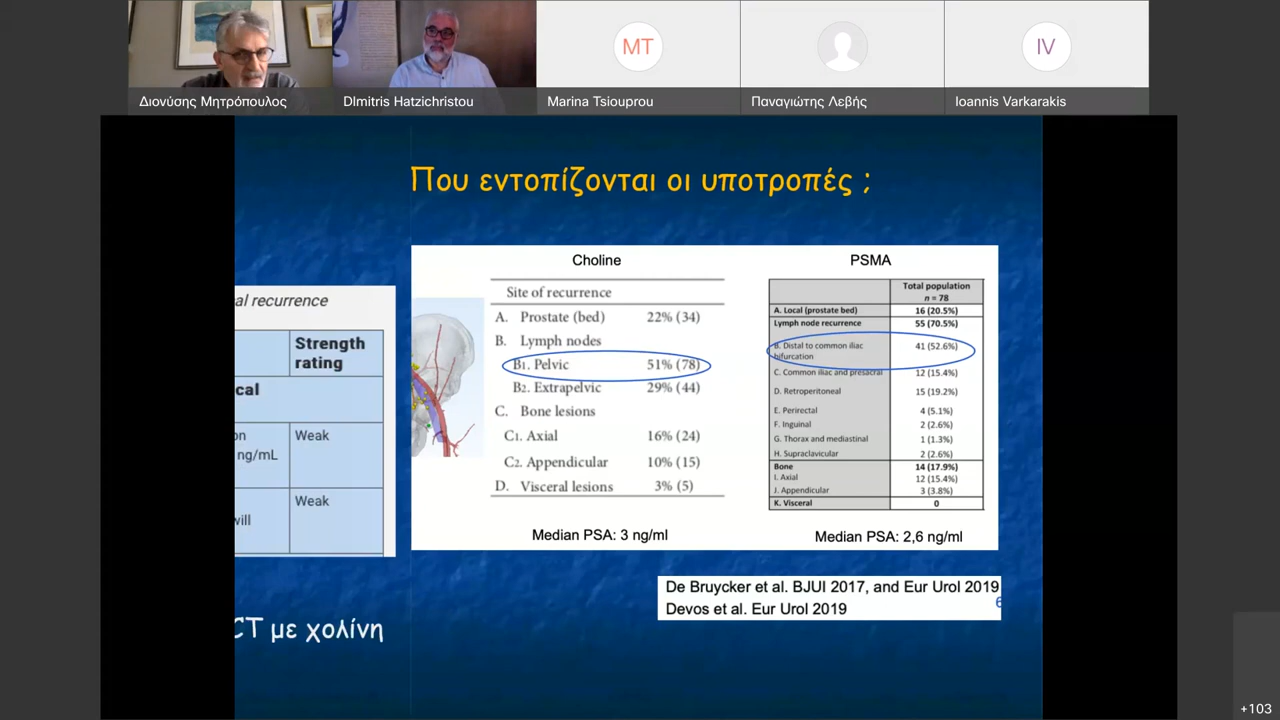 MT
IV
Διονύσης Μητρόπουλος
DImitris Hatzichristou
Marina Tsiouprou
Παναγιώτης Λεβής
Ioannis Varkarakis
Που εντοπίζονται οι υποτροπές ;
al recurrence
Strength
rating
cal
on
ng/mL
Weak
will
Weak
CT με χολίνη
Choline
Site of recurrence
A. Prostate (bed) 22% (34)
B. Lymph nodes
B1. Pelvic 51% (78)
B2. Extrapelvic 29% (44)
C. Bone lesions
C1. Axial 16% (24)
C2. Appendicular 10% (15)
D. Visceral lesions 3% (5)
Median PSA: 3 ng/ml
PSMA
Total population
n = 78
A. Local (prostate bed) 16 (20.5%)
Lymph node recurrence 55 (70.5%)
B. Distal to common iliac 41 (52.6%)
bifurcation
C. Common iliac and presacral 12 (15.4%)
D. Retroperitoneal 15 (19.2%)
E. Perirectal 4 (5.1%)
F. Inguinal 2 (2.6%)
G. Thorax and mediastinal 1 (1.3%)
H. Supraclavicular 2 (2.6%)
Bone 14 (17.9%)
I. Axial 12 (15.4%)
J. Appendicular 3 (3.8%)
K. Visceral 0
Median PSA: 2,6 ng/ml
De Bruycker et al. BJUI 2017, and Eur Urol 2019
Devos et al. Eur Urol 2019
6
+103